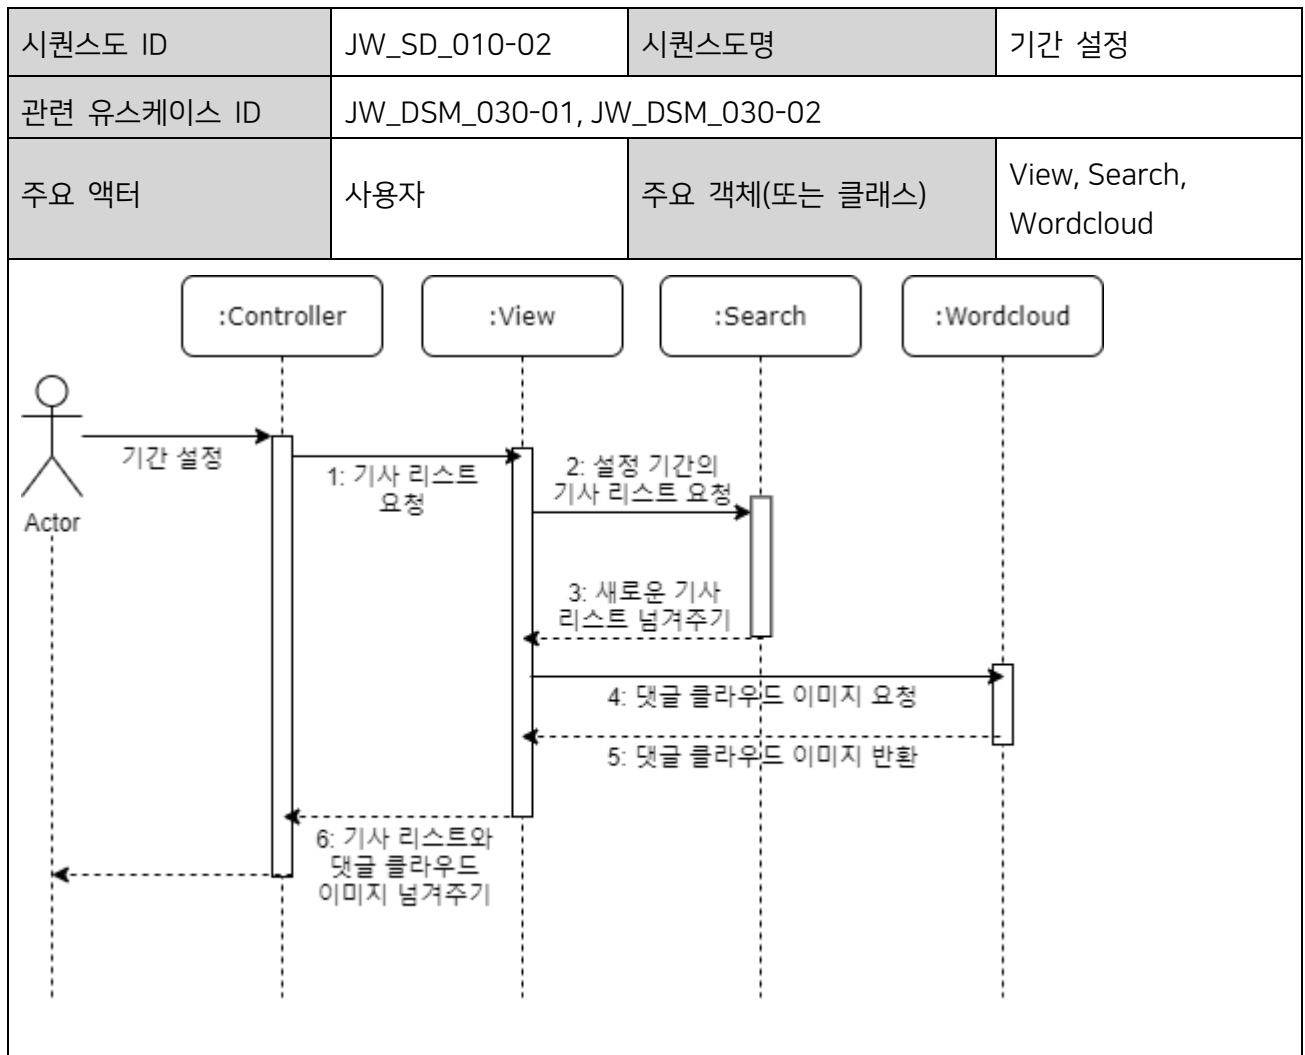 시퀀스도 ID
JW_SD_010-02
시퀀스도명
기간 설정
관련 유스케이스 ID
JW_DSM_030-01, JW_DSM_030-02
주요 액터
사용자
주요 객체(또는 클래스)
View, Search,
Wordcloud
:Controller
:View
:Search
:Wordcloud
Actor
기간 설정
1: 기사 리스트
요청
2: 설정 기간의
기사 리스트 요청
3: 새로운 기사
리스트 넘겨주기
4: 댓글 클라우드 이미지 요청
5: 댓글 클라우드 이미지 반환
6: 기사 리스트와
댓글 클라우드
이미지 넘겨주기